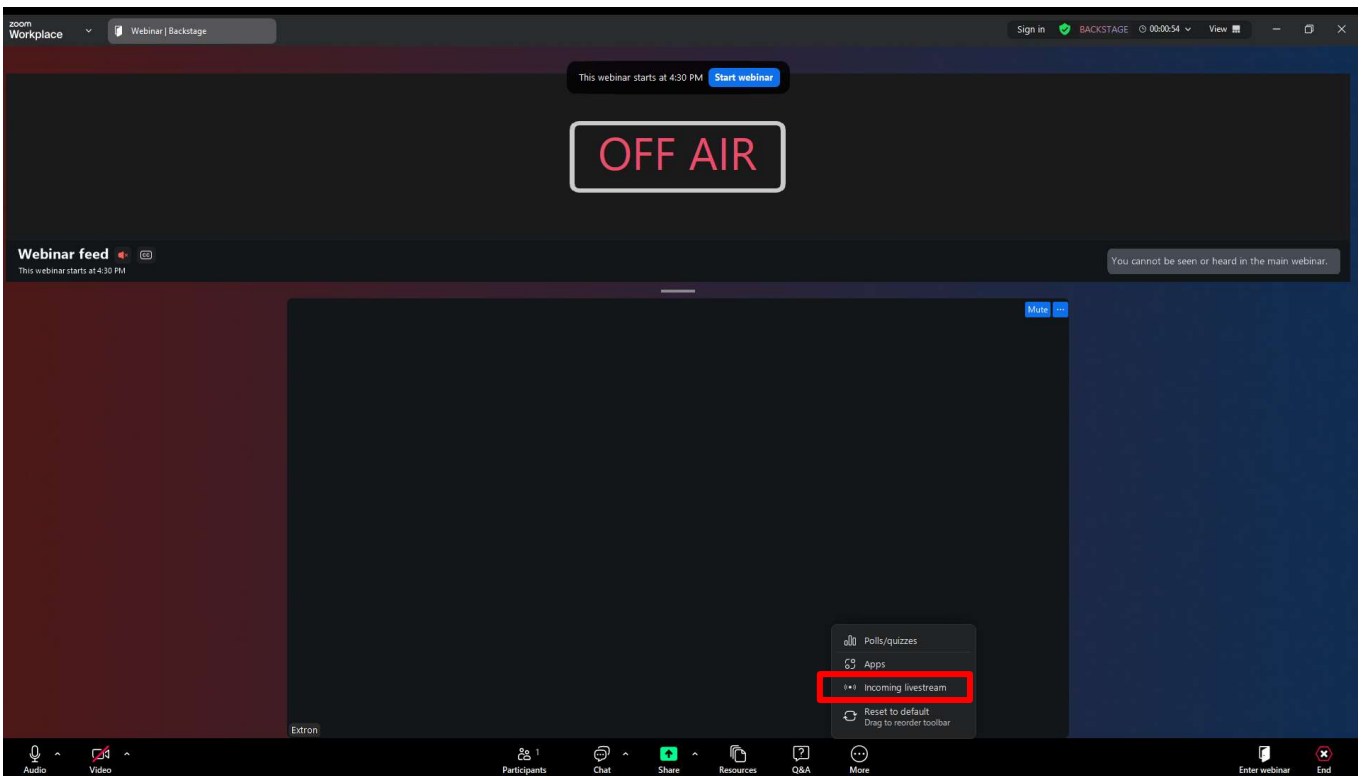 zoom
Workplace
Webinar | Backstage
Sign in
BACKSTAGE
00:00:54
View
This webinar starts at 4:30 PM
Start webinar
OFF AIR
Webinar feed
CC
This webinar starts at 4:30 PM
You cannot be seen or heard in the main webinar.
Mute
Polls/quizzes
Apps
Incoming livestream
Reset to default
Drag to reorder toolbar
Extron
Audio
Video
Participants
1
Chat
Share
Resources
Q&A
More
Enter webinar
End